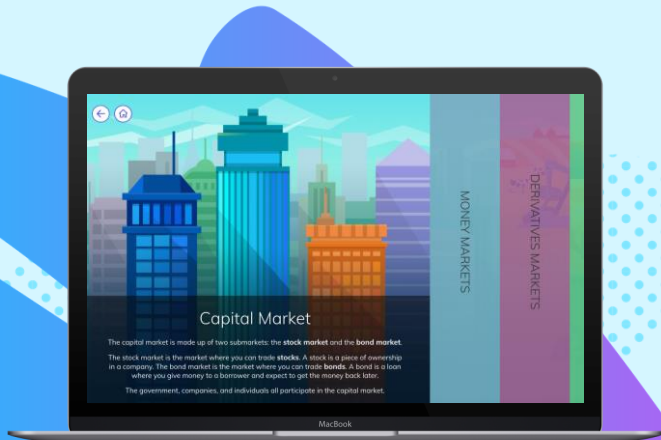 Capital Market
The capital market is made up of two submarkets: the stock market and the bond market.
The stock market is the market where you can trade stocks. A stock is a piece of ownership
in a company. The bond market is the market where you can trade bonds. A bond is a loan
where you give money to a borrower and expect to get the money back later.
The government, companies, and individuals all participate in the capital market.
MONEY MARKETS
DERIVATIVES MARKETS
MacBook